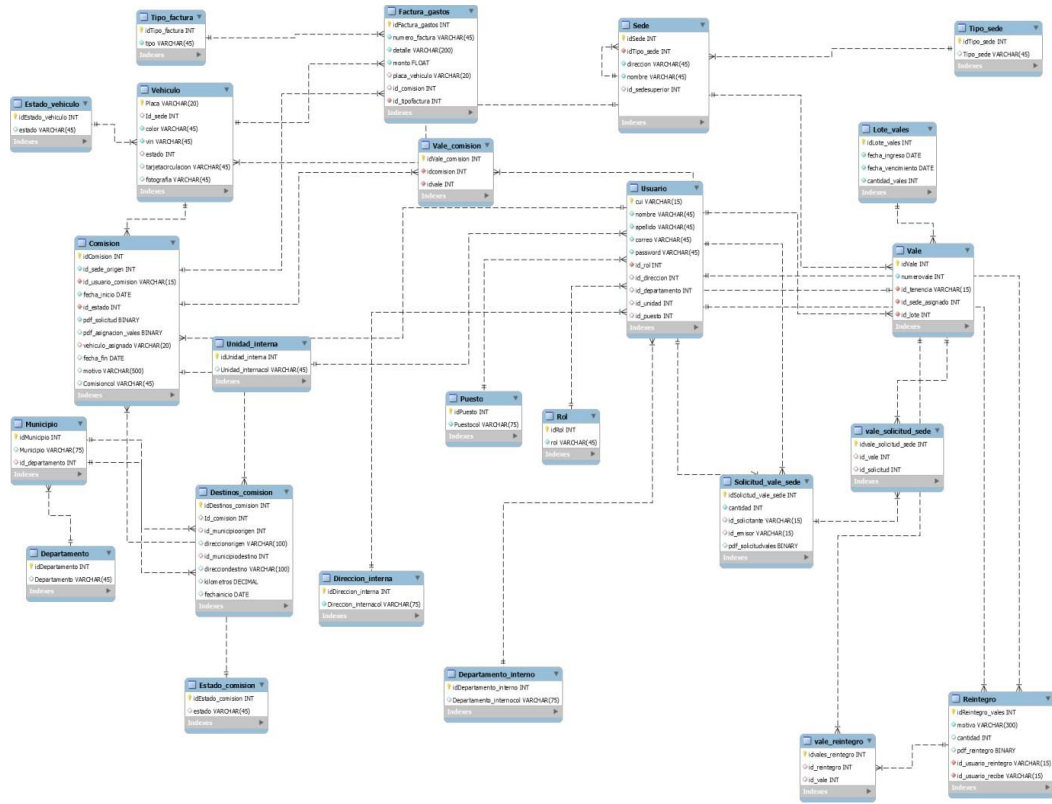 Tipo_factura
idTipo_factura INT
tipo VARCHAR(45)
Indexes
Factura_gastos
idFactura_gastos INT
numero_factura VARCHAR(45)
detalle VARCHAR(200)
monto FLOAT
placa_vehiculo VARCHAR(20)
id_comision INT
id_tipofactura INT
Indexes
Sede
idSede INT
idTipo_sede INT
direccion VARCHAR(45)
nombre VARCHAR(45)
id_sedesuperior INT
Indexes
Tipo_sede
idTipo_sede INT
Tipo_sede VARCHAR(45)
Indexes
Estado_vehiculo
idEstado_vehiculo INT
estado VARCHAR(45)
Indexes
Vehiculo
Placa VARCHAR(20)
Id_sede INT
color VARCHAR(45)
vin VARCHAR(45)
estado INT
tarjetacirculacion VARCHAR(45)
fotografia VARCHAR(45)
Indexes
Vale_comision
idVale_comision INT
idcomision INT
idvale INT
Indexes
Lote_vales
idLote_vales INT
fecha_ingreso DATE
fecha_vencimiento DATE
cantidad_vales INT
Indexes
Usuario
cui VARCHAR(15)
nombre VARCHAR(45)
apellido VARCHAR(45)
correo VARCHAR(45)
password VARCHAR(45)
id_rol INT
id_direccion INT
id_departamento INT
id_unidad INT
id_puesto INT
Indexes
Vale
idVale INT
numerovale INT
id_tenencia VARCHAR(15)
id_sede_asignado INT
id_lote INT
Indexes
Comision
idComision INT
id_sede_origen INT
id_usuario_comision VARCHAR(15)
fecha_inicio DATE
id_estado INT
pdf_solicitud BINARY
pdf_asignacion_vales BINARY
vehiculo_asignado VARCHAR(20)
fecha_fin DATE
motivo VARCHAR(500)
Comisioncol VARCHAR(45)
Indexes
Unidad_interna
idUnidad_interna INT
Unidad_internacol VARCHAR(45)
Indexes
Puesto
idPuesto INT
Puestocol VARCHAR(75)
Indexes
Rol
idRol INT
rol VARCHAR(45)
Indexes
Municipio
idMunicipio INT
Municipio VARCHAR(75)
id_departamento INT
Indexes
vale_solicitud_sede
idvale_solicitud_sede INT
id_vale INT
id_solicitud INT
Indexes
Destinos_comision
idDestinos_comision INT
Id_comision INT
id_municipioorigen INT
direccionorigen VARCHAR(100)
id_municipiodestino INT
direcciondestino VARCHAR(100)
kilometros DECIMAL
fechainicio DATE
Indexes
Solicitud_vale_sede
idSolicitud_vale_sede INT
cantidad INT
id_solicitante VARCHAR(15)
id_emisor VARCHAR(15)
pdf_solicitudvales BINARY
Indexes
Departamento
idDepartamento INT
Departamento VARCHAR(45)
Indexes
Direccion_interna
idDireccion_interna INT
Direccion_internacol VARCHAR(75)
Indexes
Estado_comision
idEstado_comision INT
estado VARCHAR(45)
Indexes
Departamento_interno
idDepartamento_interno INT
Departamento_internocol VARCHAR(75)
Indexes
vale_reintegro
idvales_reintegro INT
id_reintegro INT
id_vale INT
Indexes
Reintegro
idReintegro_vales INT
motivo VARCHAR(300)
cantidad INT
pdf_reintegro BINARY
id_usuario_reintegro VARCHAR(15)
id_usuario_recibe VARCHAR(15)
Indexes